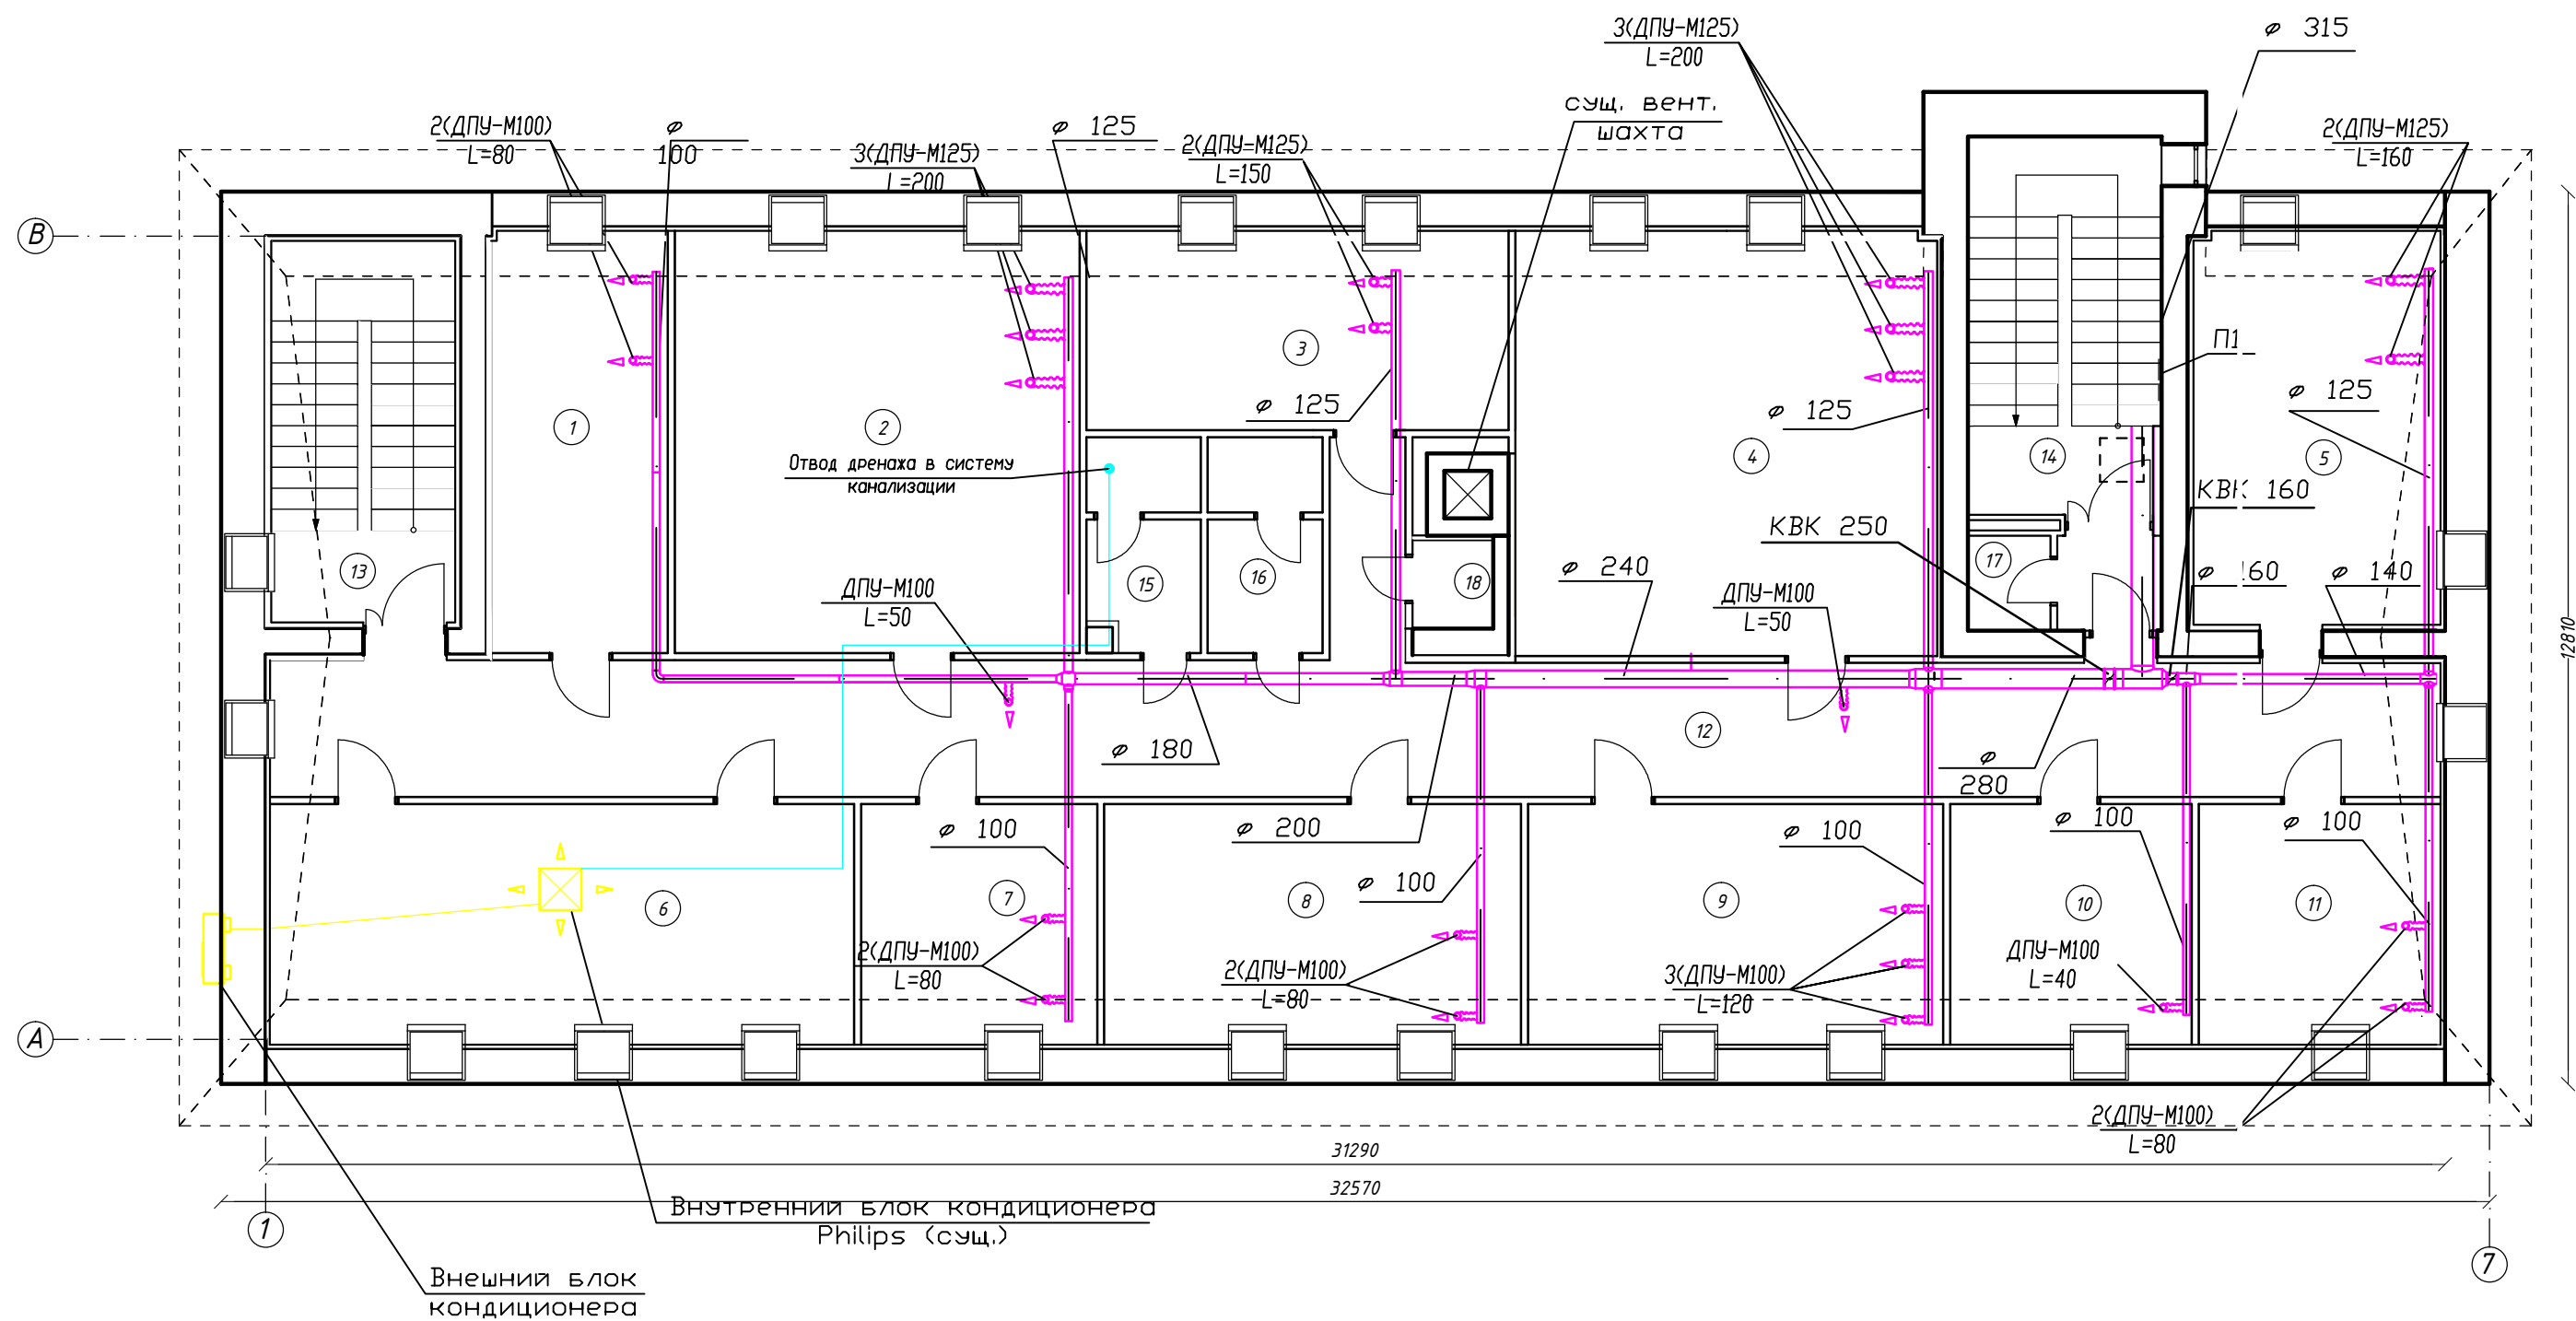 3(ДПУ-М125)
L=200
ϕ 315
сущ. вент.
шахта
2(ДПУ-М100)
L=80
ϕ
100
3(ДПУ-М125)
L=200
ϕ 125
2(ДПУ=М125)
L=150
2(ДПУ-М125)
L=160
В
3
П1
ϕ 125
ϕ 125
ϕ 125
1
2
4
14
5
Отвод дренажа в систему
канализации
КВК 160
КВК 250
13
15
16
18
17
ϕ 240
ϕ 160
ϕ 140
ДПУ-М100
L=50
ДПУ-М100
L=50
12810
12
ϕ 180
ϕ
280
ϕ 100
ϕ 200
ϕ 100
ϕ 100
ϕ 100
ϕ 100
6
7
8
9
10
11
2(ДПУ-М100)
L=80
2(ДПУ-М100)
L=80
3(ДПУ-М100)
L=120
ДПУ-М100
L=40
А
2(ДПУ-М100)
L=80
31290
32570
1
7
Внутренний блок кондиционера
Philips (сущ.)
Внешний блок
кондиционера